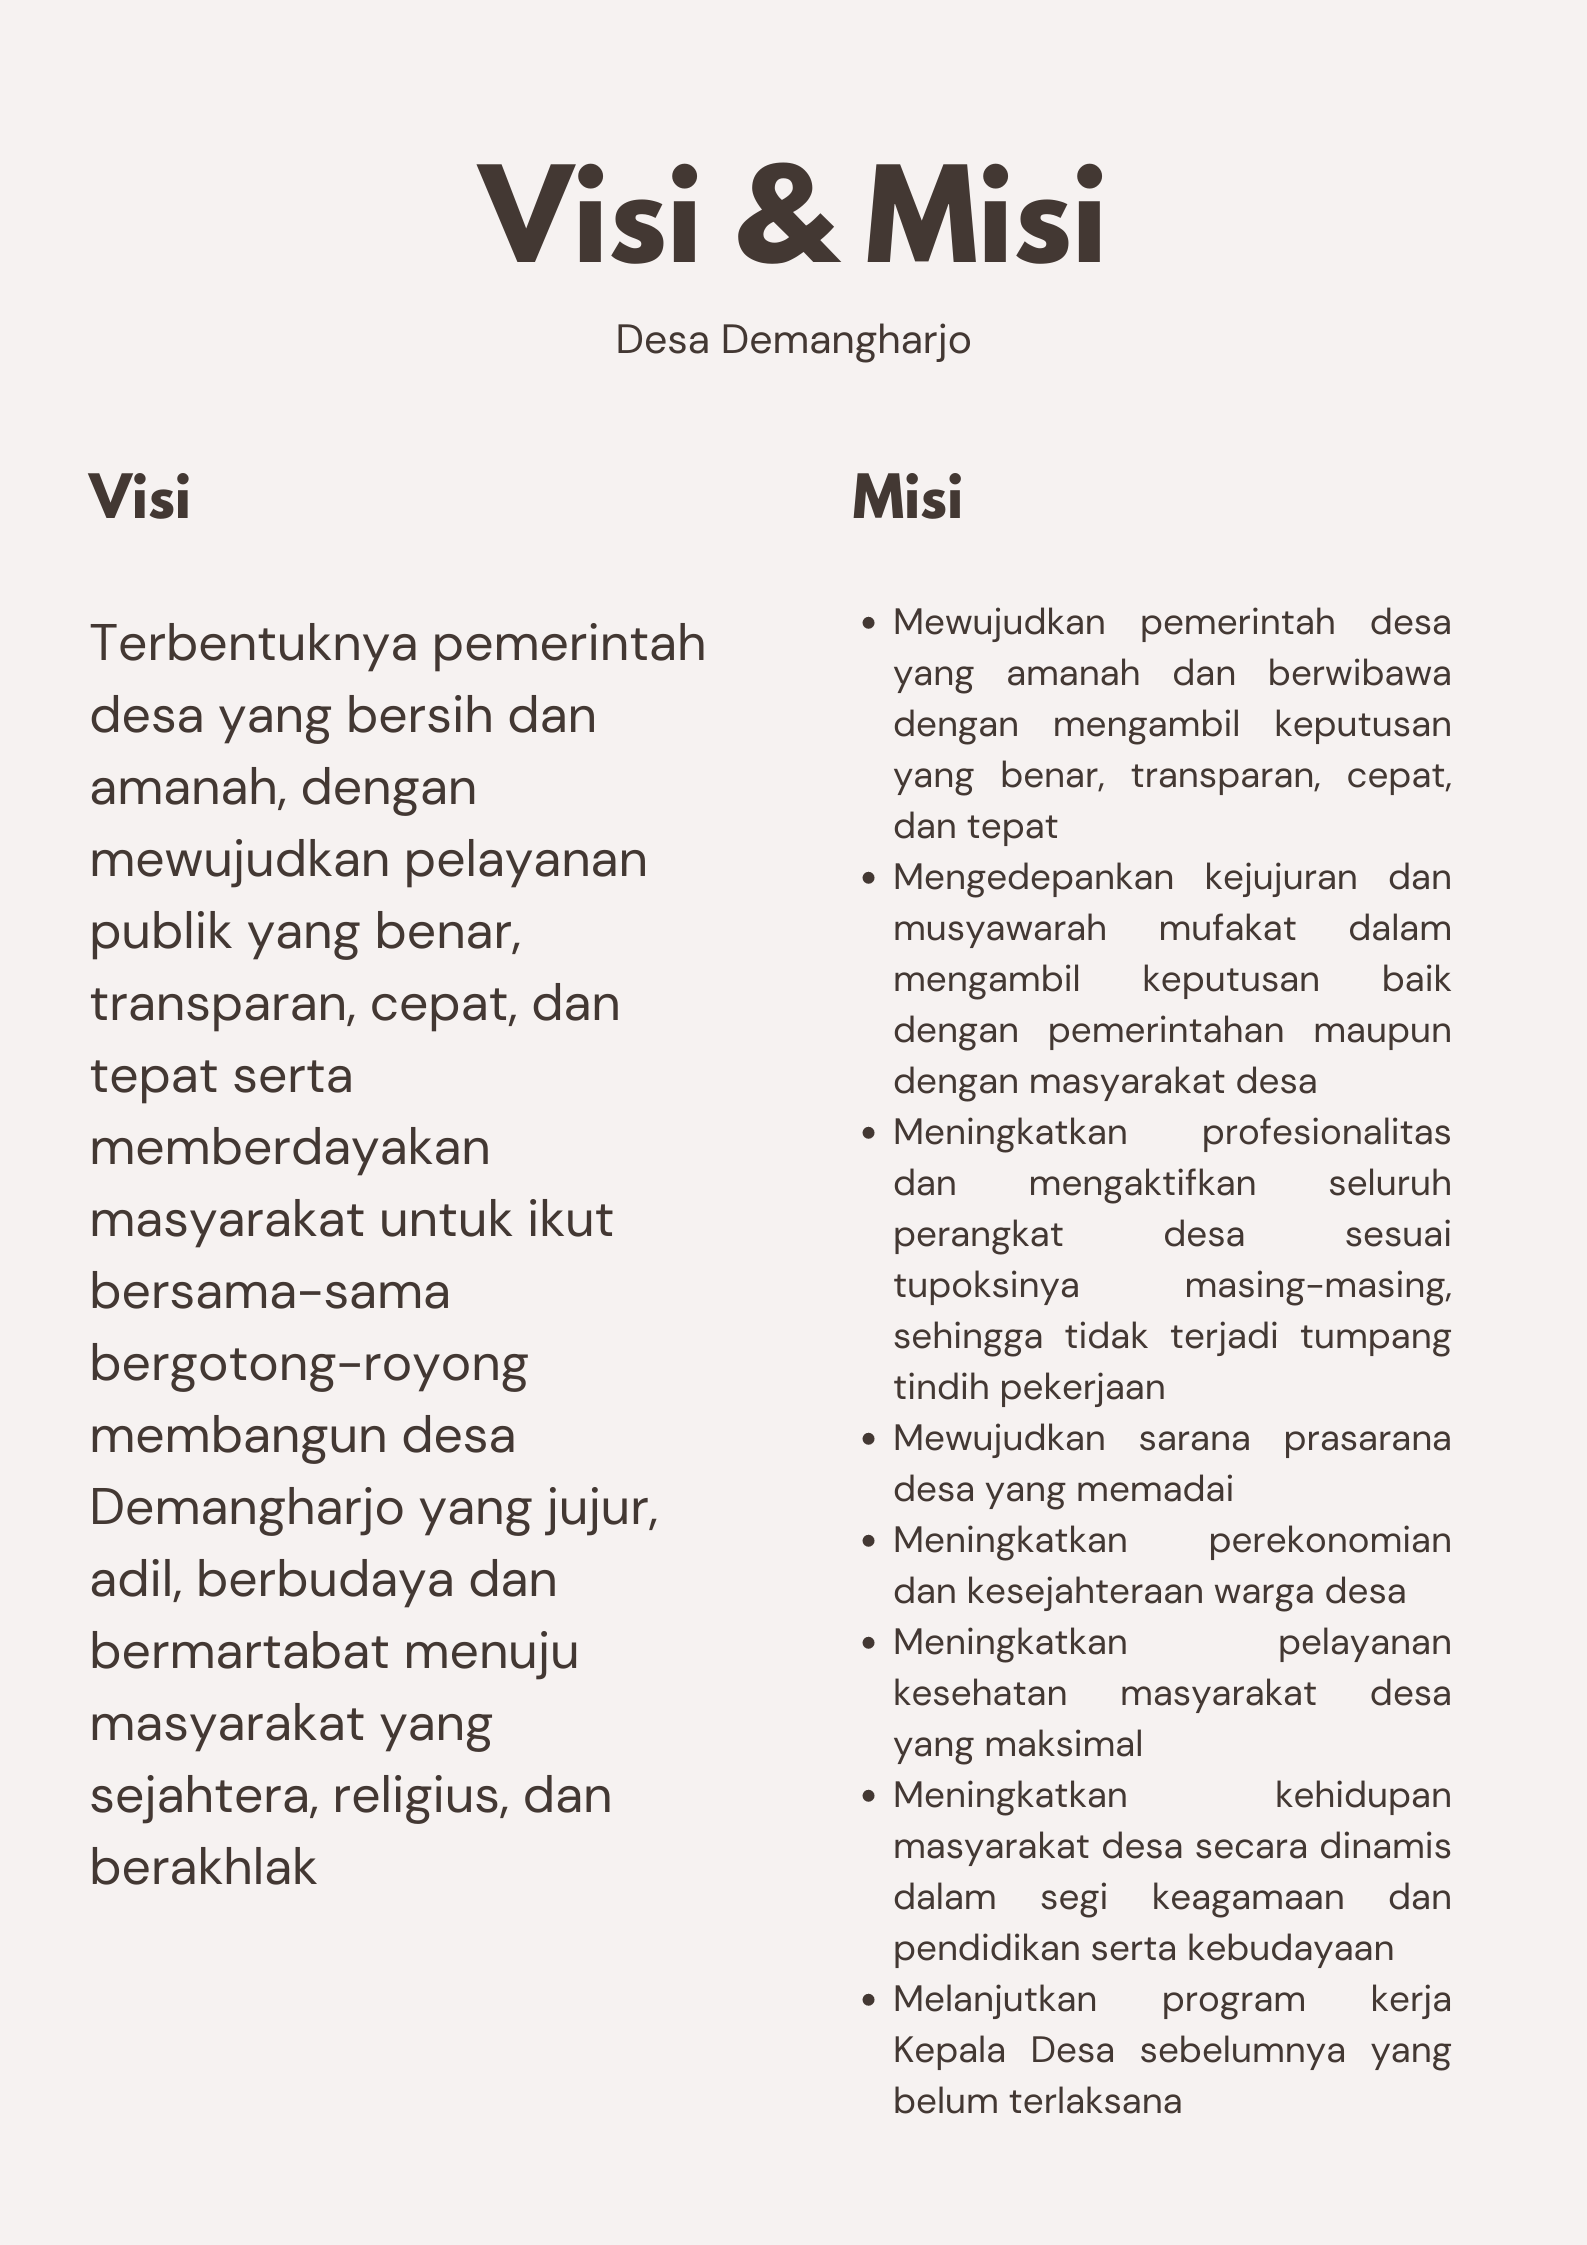 Visi & Misi
Desa Demangharjo
Visi
Terbentuknya pemerintah
desa yang bersih dan
amanah, dengan
mewujudkan pelayanan
publik yang benar,
transparan, cepat, dan
tepat serta
memberdayakan
masyarakat untuk ikut
bersama-sama
bergotong-royong
membangun desa
Demangharjo yang jujur,
adil, berbudaya dan
bermartabat menuju
masyarakat yang
sejahtera, religius, dan
berakhlak
Misi
• Mewujudkan pemerintah desa
yang amanah dan berwibawa
dengan mengambil keputusan
yang benar, transparan, cepat,
dan tepat
• Mengedepankan kejujuran dan
musyawarah mufakat dalam
mengambil keputusan baik
dengan pemerintahan maupun
dengan masyarakat desa
• Meningkatkan profesionalitas
dan mengaktifkan seluruh
perangkat desa sesuai
tupoksinya masing-masing,
sehingga tidak terjadi tumpang
tindih pekerjaan
• Mewujudkan sarana prasarana
desa yang memadai
• Meningkatkan perekonomian
dan kesejahteraan warga desa
• Meningkatkan pelayanan
kesehatan masyarakat desa
yang maksimal
• Meningkatkan kehidupan
masyarakat desa secara dinamis
dalam segi keagamaan dan
pendidikan serta kebudayaan
• Melanjutkan program kerja
Kepala Desa sebelumnya yang
belum terlaksana